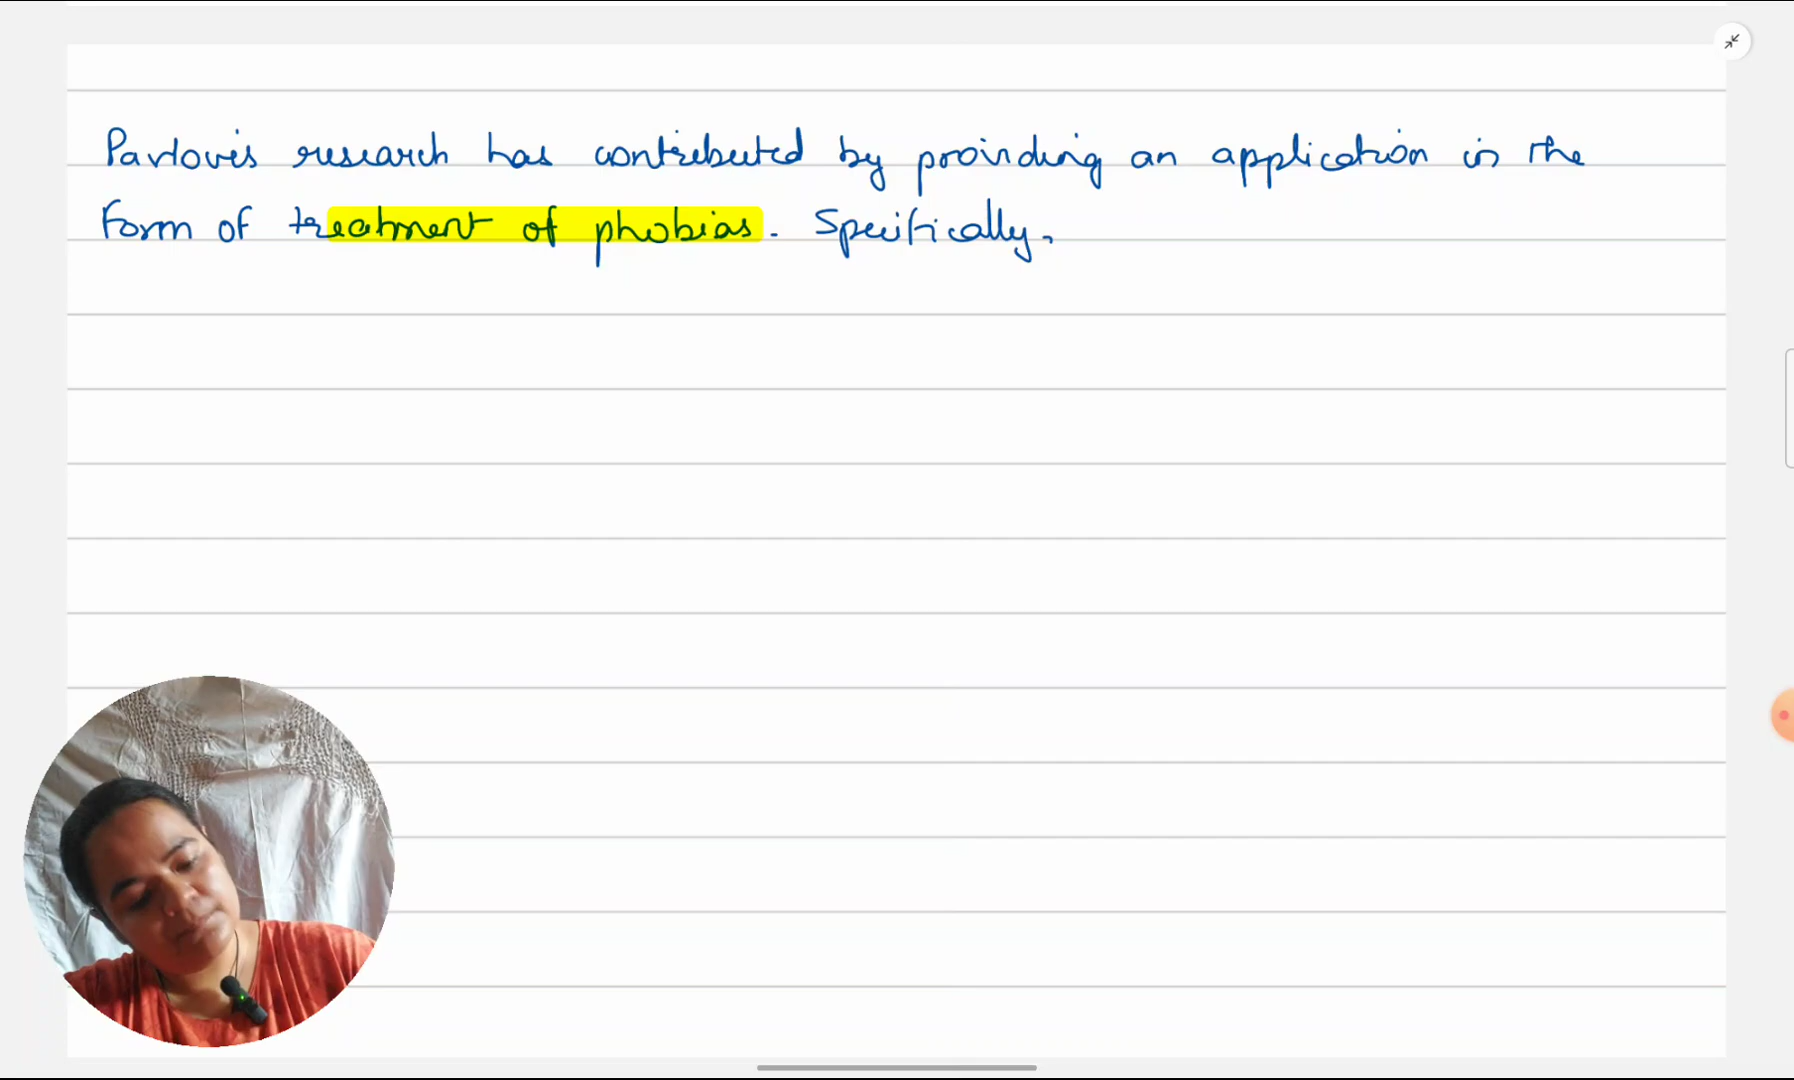 Pavlov's research has contributed by providing an application in the
form of treatment of phobias. Specifically,